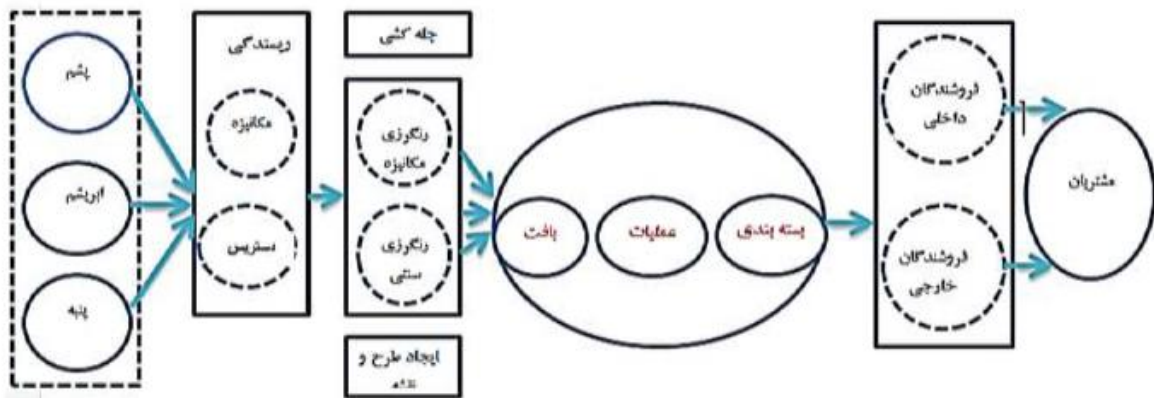 پشم
ابریشم
پنبه
ریسندگی
مکانیزه
دستریس
چله کشی
رنگرزی
مکانیزه
رنگرزی
سنتی
ایجاد طرح و
بافت
عملیات
بسته بندی
فروشندگان
داخلی
فروشندگان
خارجی
مشتریان